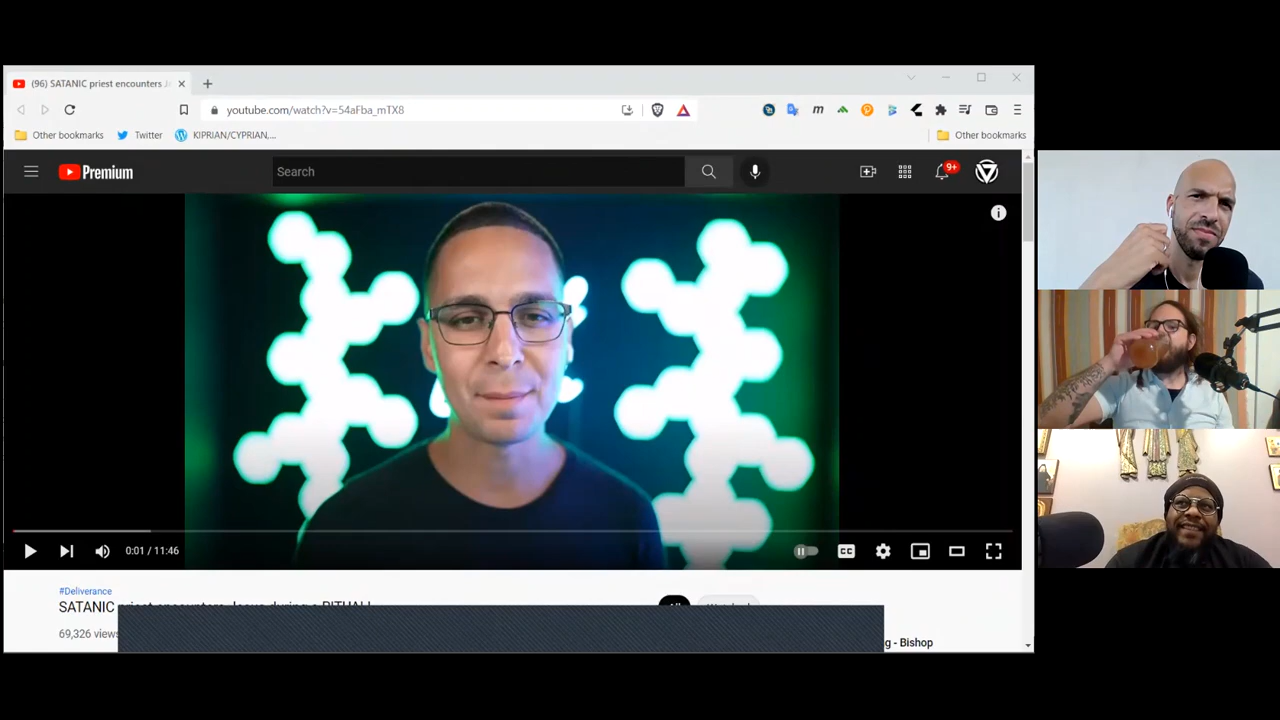 (96) SATANIC priest encounters J
youtube.com/watch?v=54aFba_mTX8
Other bookmarks
Twitter
KIPRIAN/CYPRIAN,...
Other bookmarks
Premium
Search
9+
0:01 / 11:46
CC
#Deliverance
SATANIC
69,326 views
g - Bishop